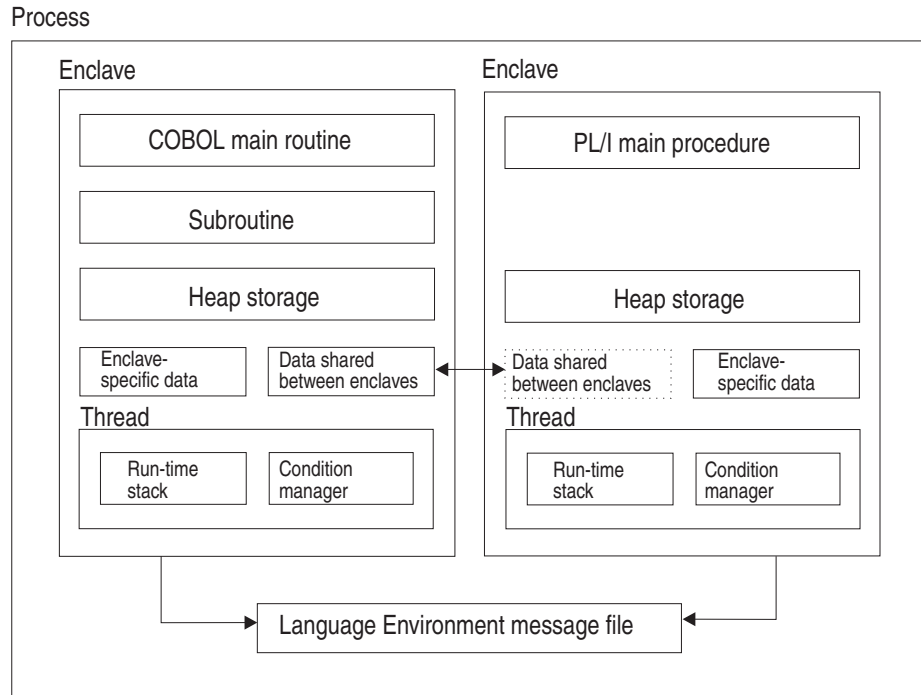 Process
Enclave
COBOL main routine
Subroutine
Heap storage
Enclave-
specific data
Data shared
between enclaves
Thread
Run-time
stack
Condition
manager
Enclave
PL/I main procedure
Heap storage
Data shared
between enclaves
Enclave-
specific data
Thread
Run-time
stack
Condition
manager
Language Environment message file